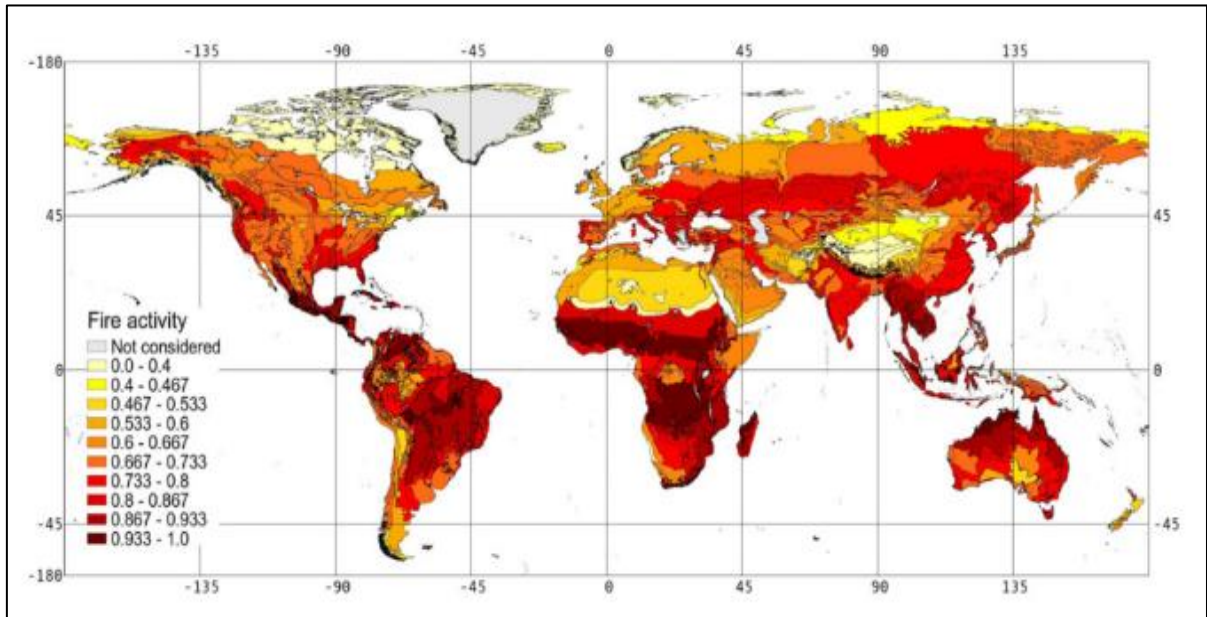 -135 -90 -45 0 45 90 135
-180
45 45
Fire activity
Not considered
0.0 - 0.4
0.4 - 0.467
0.467 - 0.533
0.533 - 0.6
0.6 - 0.667
0.667 - 0.733
0.733 - 0.8
0.8 - 0.867
0.867 - 0.933
0.933 - 1.0
0 0
-45 -45
-180
-135 -90 -45 0 45 90 135